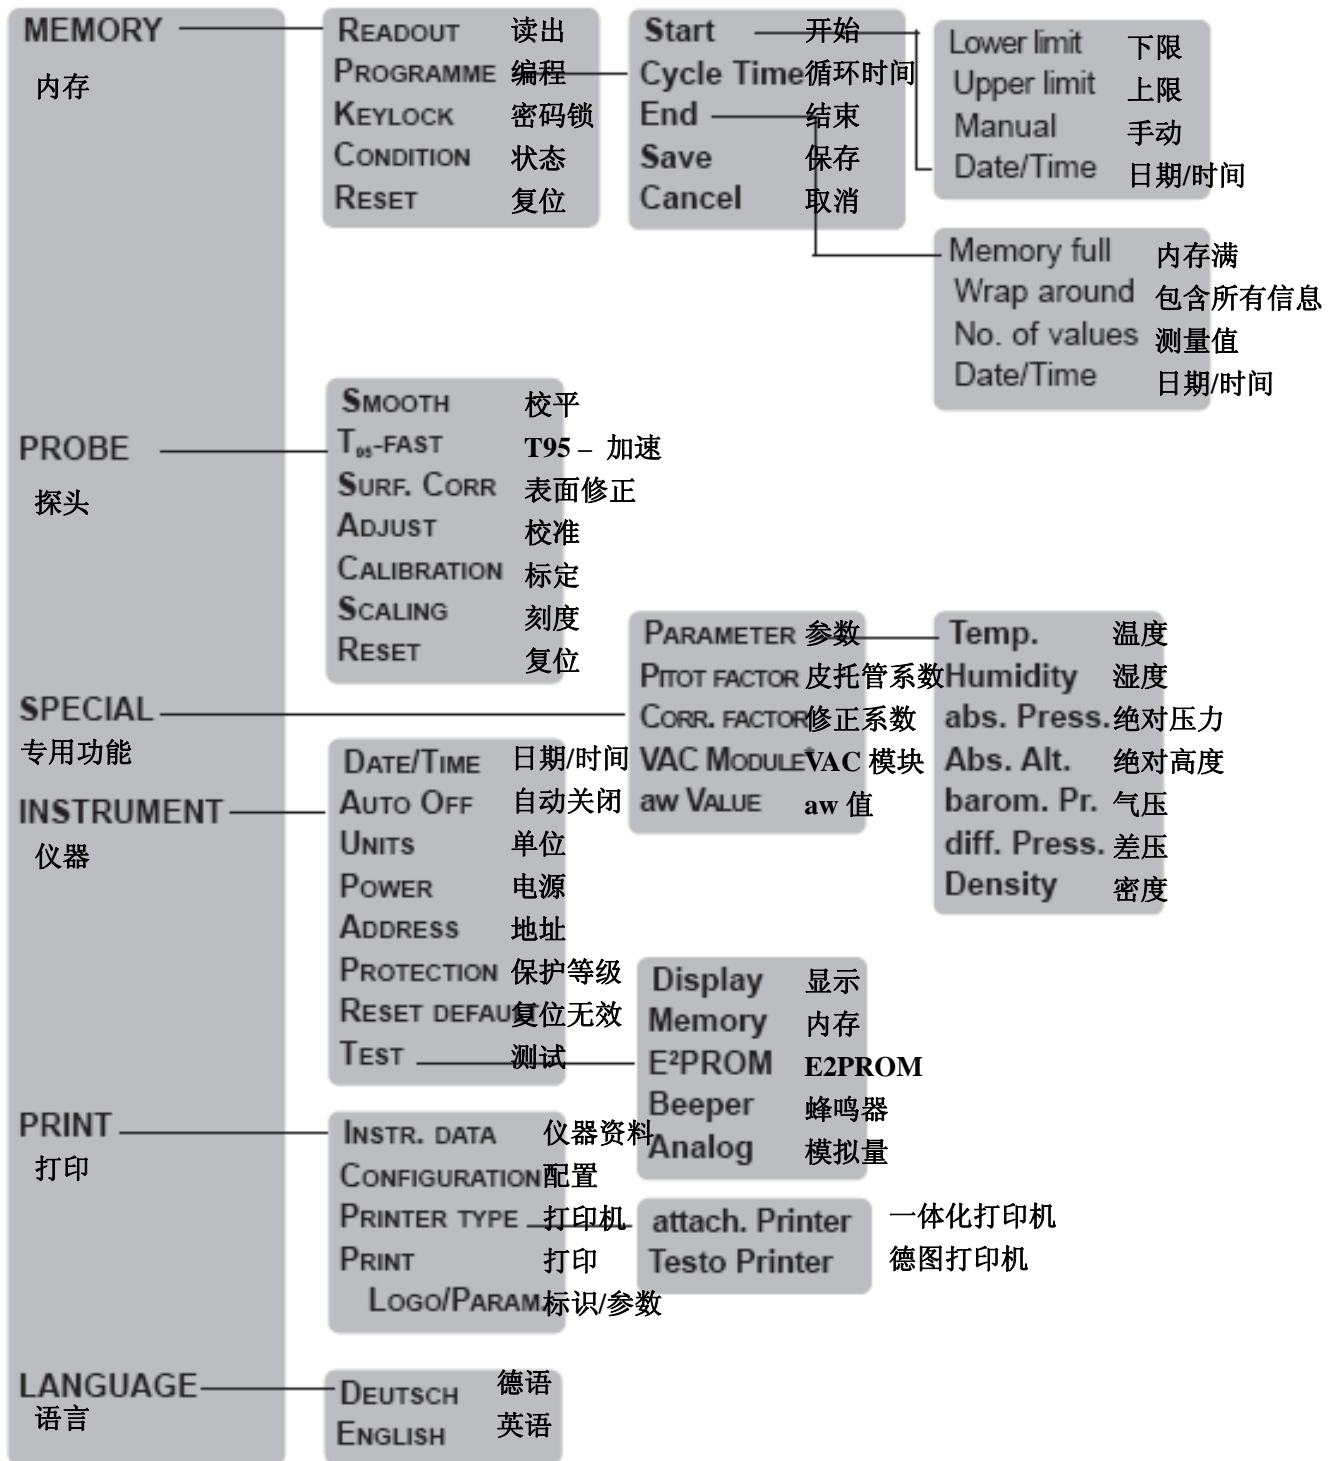 MEMORY
内存
READOUT 读出
PROGRAMME 编程
KEYLOCK 密码锁
CONDITION 状态
RESET 复位
Start 开始
Cycle Time 循环时间
End 结束
Save 保存
Cancel 取消
Lower limit 下限
Upper limit 上限
Manual 手动
Date/Time 日期/时间
Memory full 内存满
Wrap around 包含所有信息
No. of values 测量值
Date/Time 日期/时间
PROBE
探头
SMOOTH 校平
T95-FAST T95 – 加速
SURF. CORR 表面修正
ADJUST 校准
CALIBRATION 标定
SCALING 刻度
RESET 复位
SPECIAL
专用功能
PARAMETER 参数
PITOT FACTOR 皮托管系数
CORR. FACTOR 修正系数
VAC MODULE* VAC 模块
aw VALUE aw 值
Temp. 温度
Humidity 湿度
abs. Press. 绝对压力
Abs. Alt. 绝对高度
barom. Pr. 气压
diff. Press. 差压
Density 密度
INSTRUMENT
仪器
DATE/TIME 日期/时间
AUTO OFF 自动关闭
UNITS 单位
POWER 电源
ADDRESS 地址
PROTECTION 保护等级
RESET DEFAULT 复位无效
TEST 测试
Display 显示
Memory 内存
E²PROM E2PROM
Beeper 蜂鸣器
Analog 模拟量
PRINT
打印
INSTR. DATA 仪器资料
CONFIGURATION 配置
PRINTER TYPE 打印机
PRINT 打印
LOGO/PARAM. 标识/参数
attach. Printer 一体化打印机
Testo Printer 德图打印机
LANGUAGE
语言
DEUTSCH 德语
ENGLISH 英语